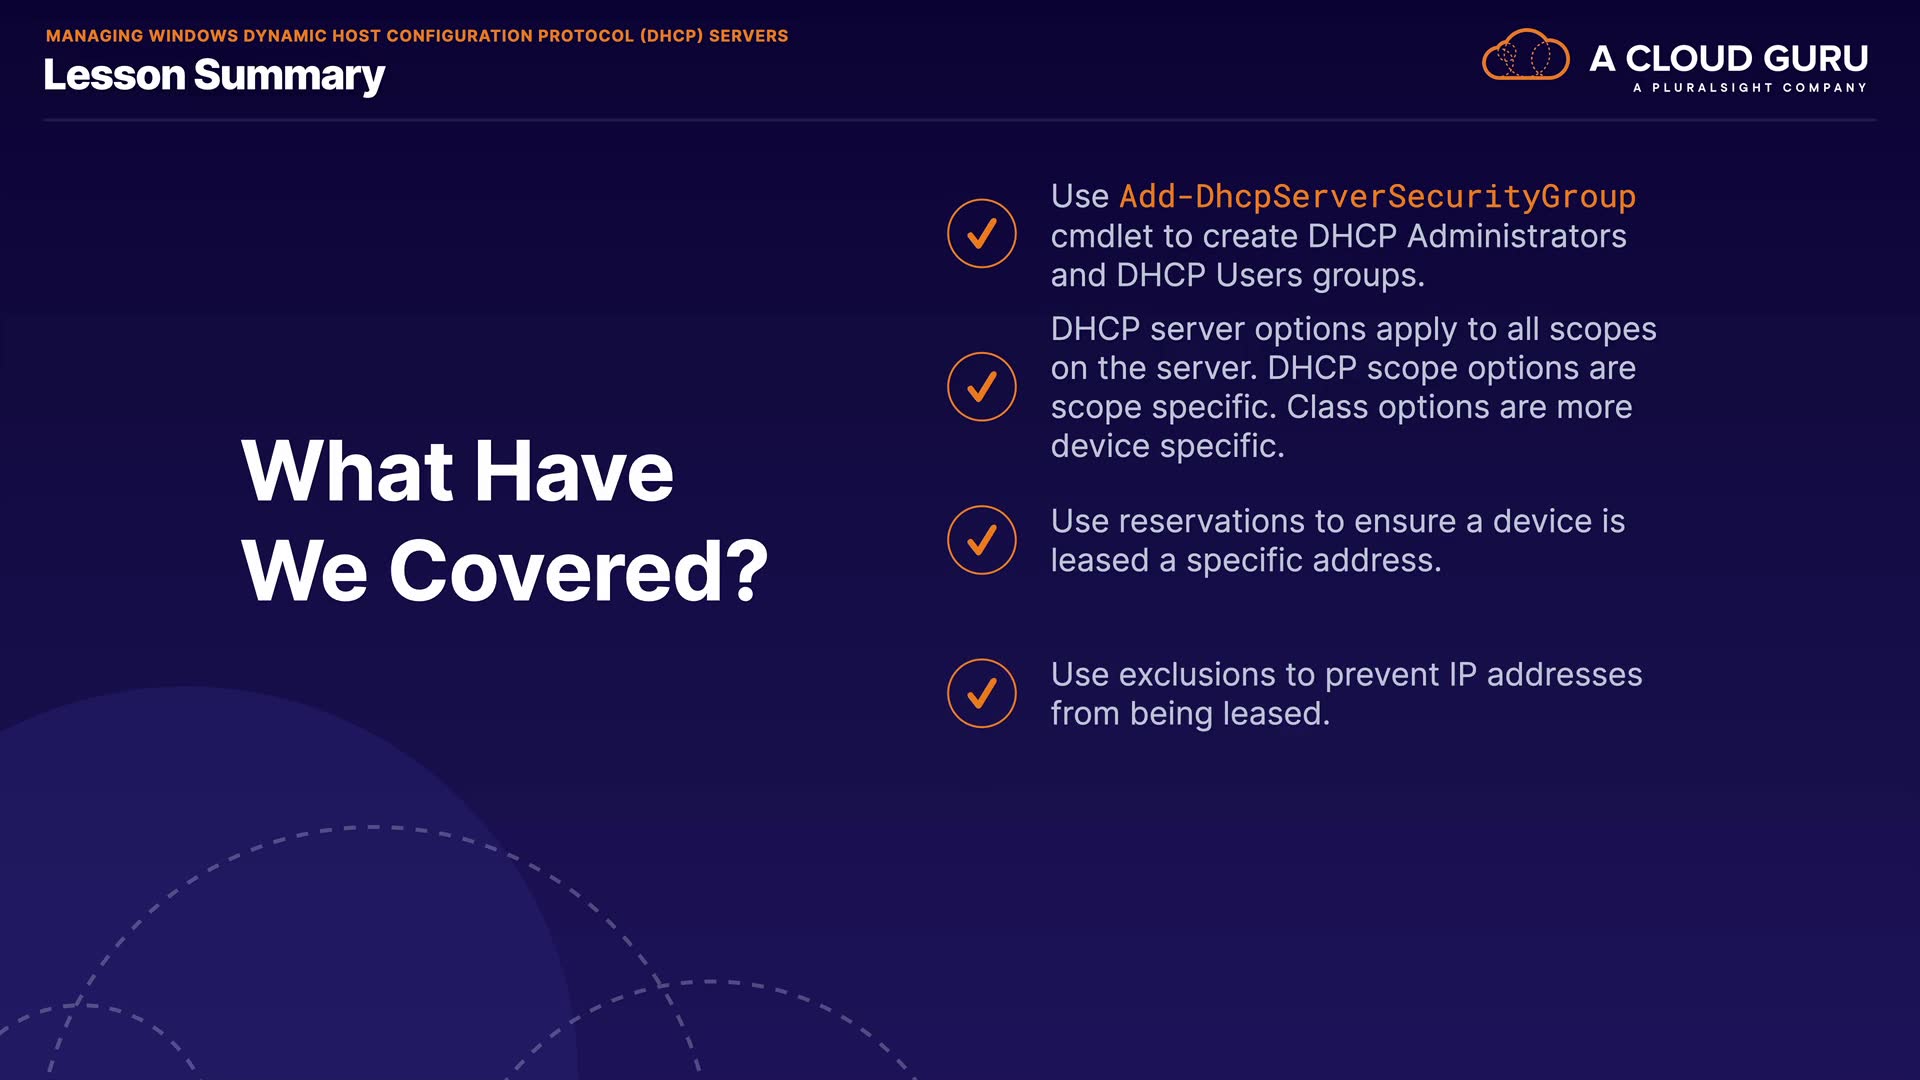 MANAGING WINDOWS DYNAMIC HOST CONFIGURATION PROTOCOL (DHCP) SERVERS
Lesson Summary
A CLOUD GURU
A PLURALSIGHT COMPANY
What Have
We Covered?
Use Add-DhcpServerSecurityGroup
cmdlet to create DHCP Administrators
and DHCP Users groups.
DHCP server options apply to all scopes
on the server. DHCP scope options are
scope specific. Class options are more
device specific.
Use reservations to ensure a device is
leased a specific address.
Use exclusions to prevent IP addresses
from being leased.